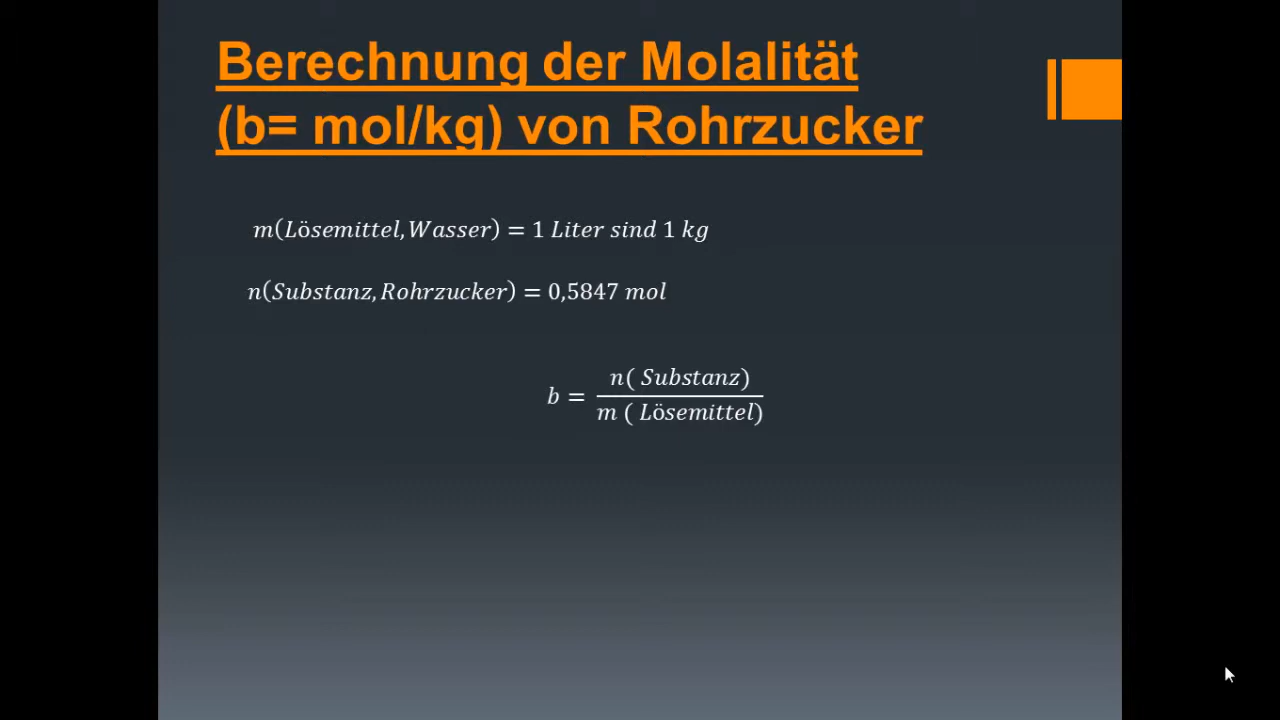 Berechnung der Molalität
(b= mol/kg) von Rohrzucker
m(Lösemittel,Wasser) = 1 Liter sind 1 kg
n(Substanz,Rohrzucker) = 0,5847 mol
b = n( Substanz) / m ( Lösemittel)